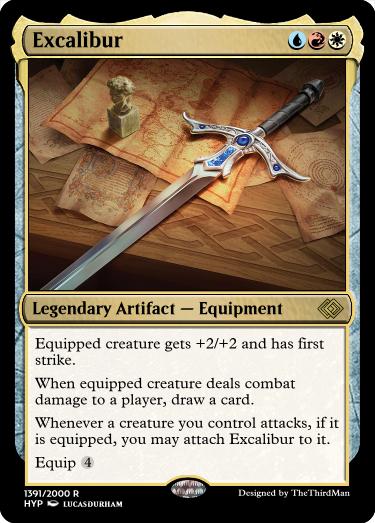 Excalibur
Legendary Artifact — Equipment
Equipped creature gets +2/+2 and has first
strike.
When equipped creature deals combat
damage to a player, draw a card.
Whenever a creature you control attacks, if it
is equipped, you may attach Excalibur to it.
Equip 4
1391/2000 R
HYP LUCASDURHAM
Designed by TheThirdMan